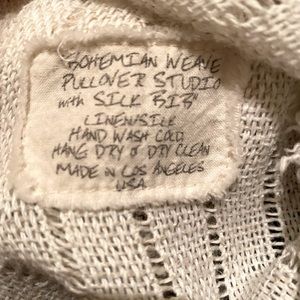 "BOHEMIAN WEAVE
PULLOVER STUDIO
with SILK BIB"
LINEN/SILK
HAND WASH COLD
HANG DRY or DRY CLEAN
MADE IN LOS ANGELES
USA